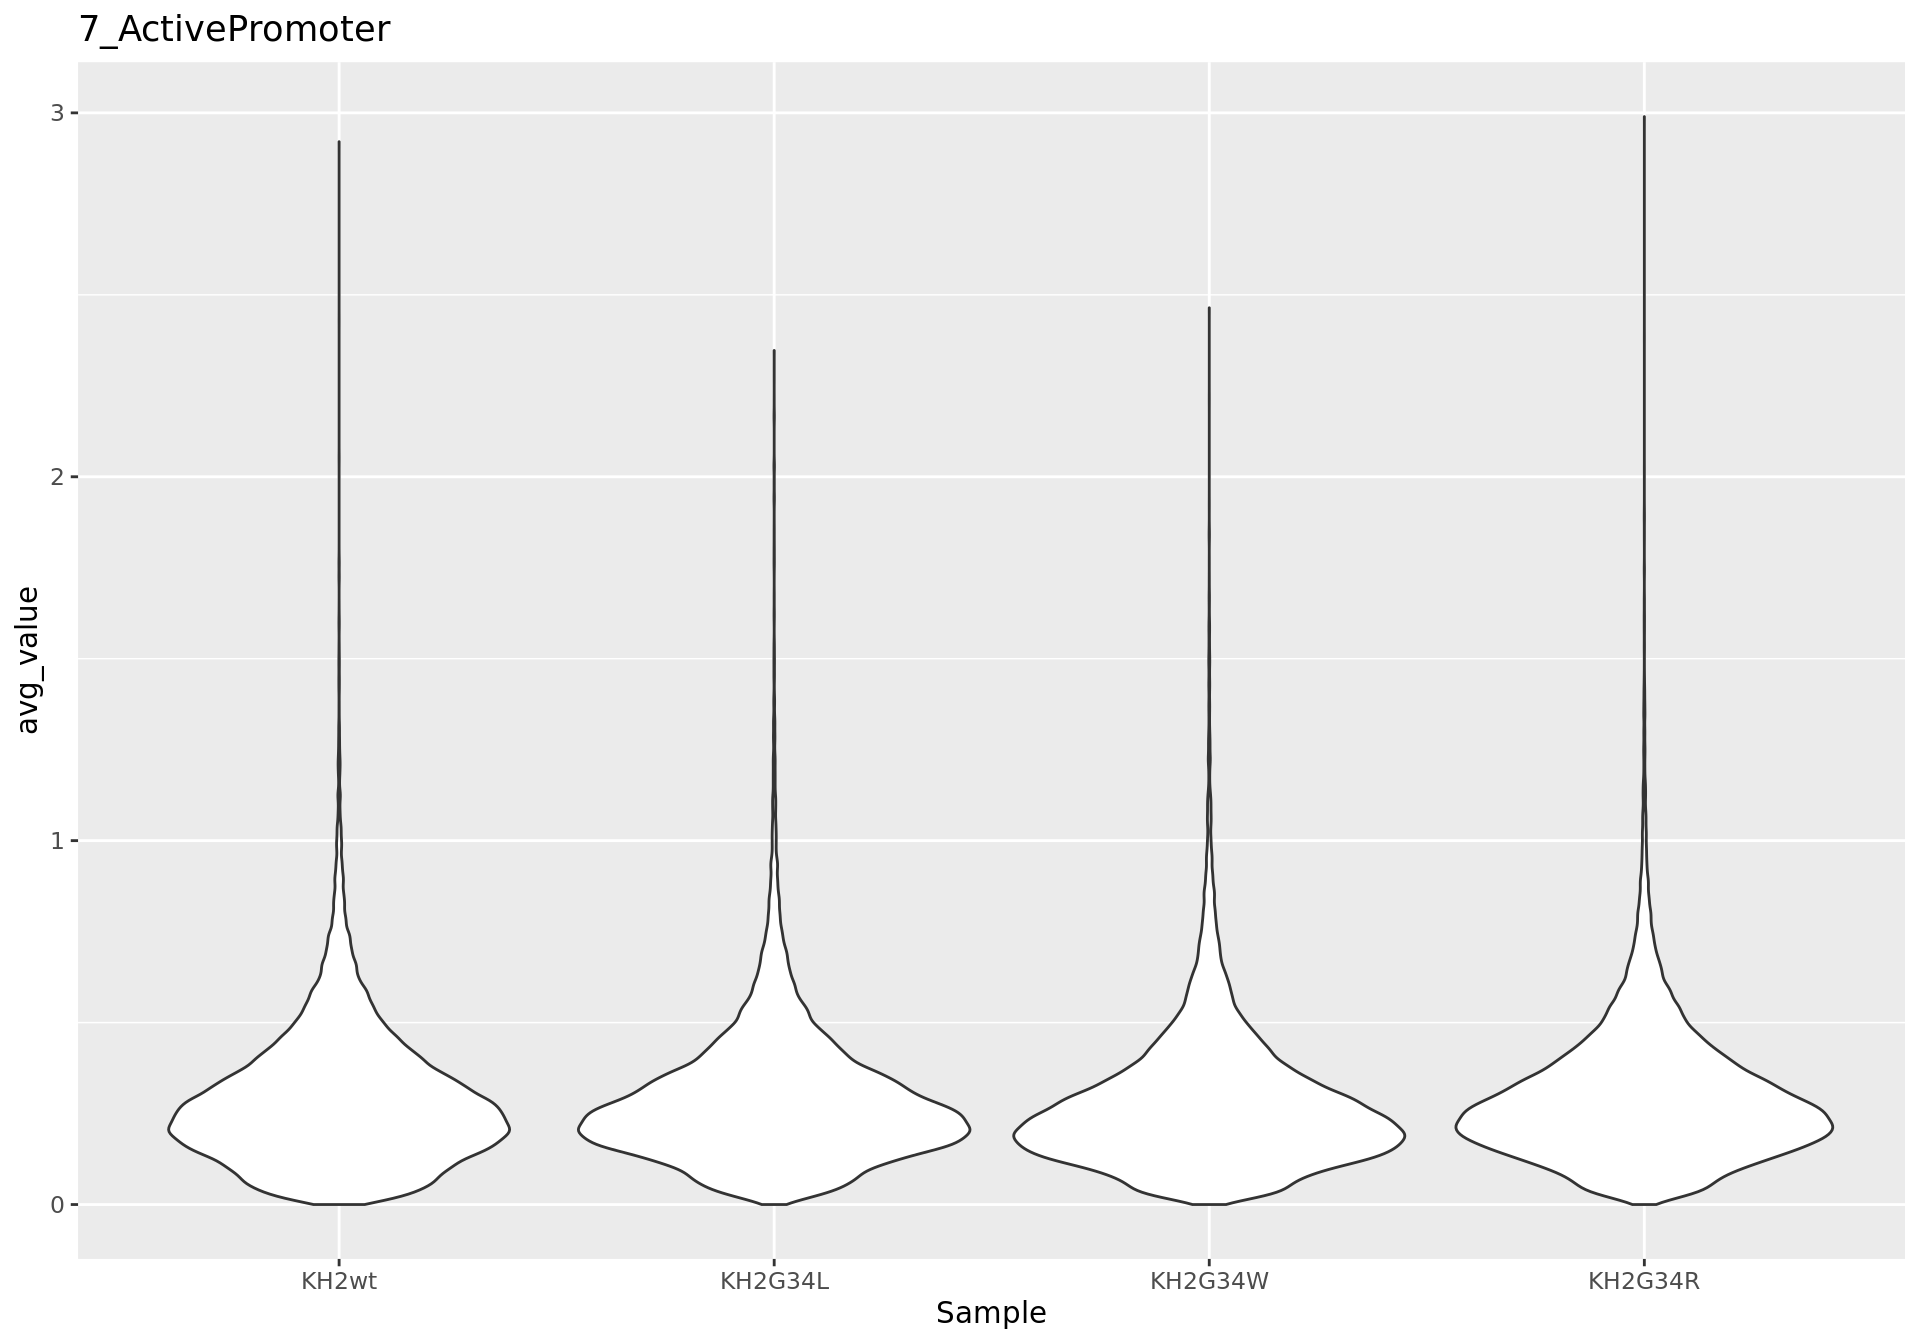 7_ActivePromoter
3
2
1
0
avg_value
KH2wt KH2G34L KH2G34W KH2G34R
Sample